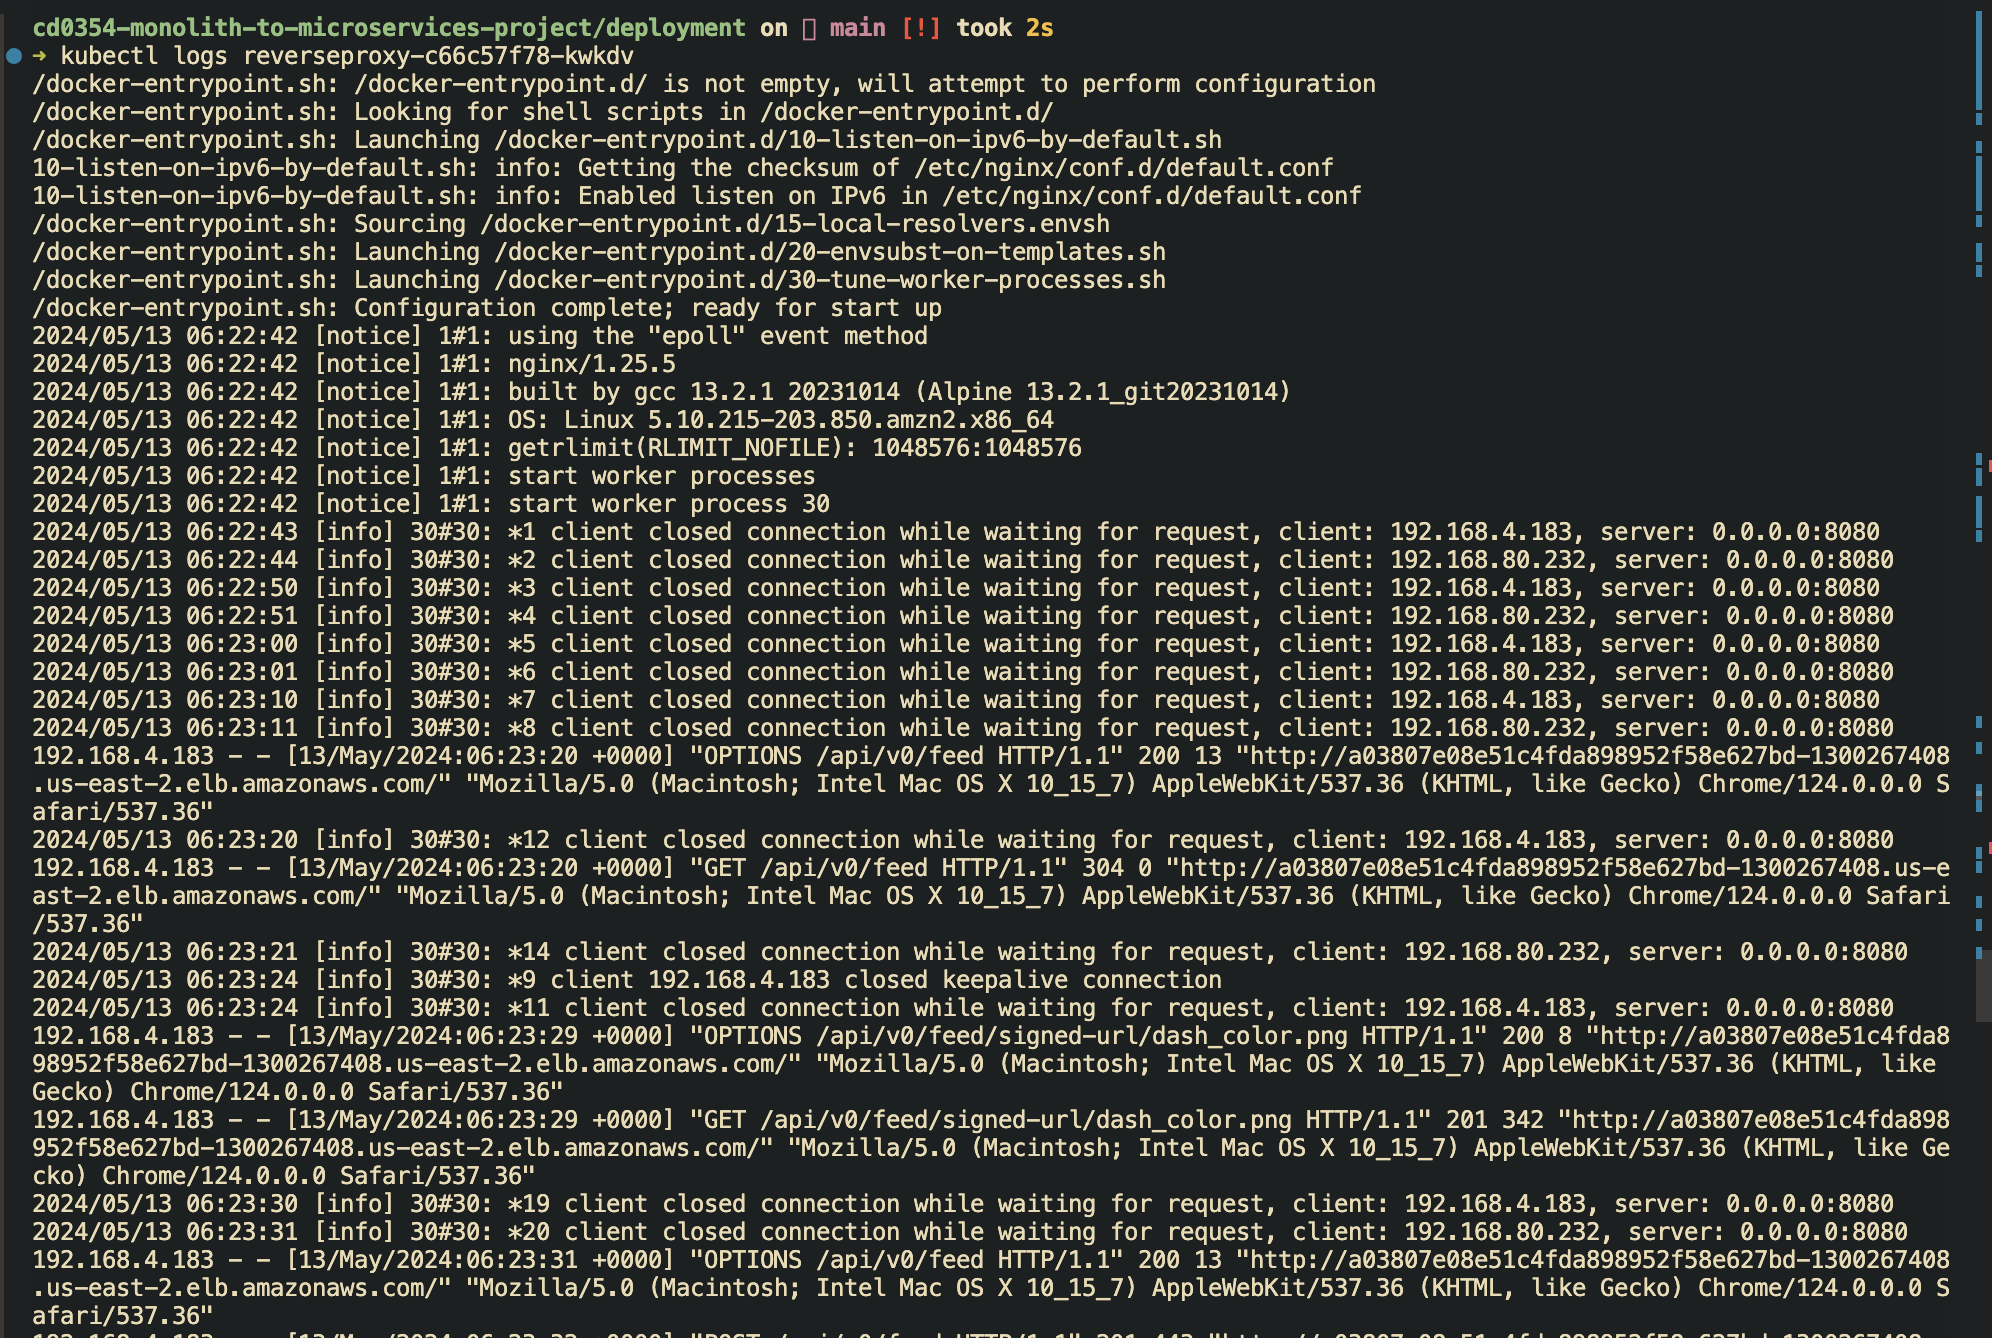 cd0354-monolith-to-microservices-project/deployment on main [!] took 2s
➜ kubectl logs reverseproxy-c66c57f78-kwkdv
/docker-entrypoint.sh: /docker-entrypoint.d/ is not empty, will attempt to perform configuration
/docker-entrypoint.sh: Looking for shell scripts in /docker-entrypoint.d/
/docker-entrypoint.sh: Launching /docker-entrypoint.d/10-listen-on-ipv6-by-default.sh
10-listen-on-ipv6-by-default.sh: info: Getting the checksum of /etc/nginx/conf.d/default.conf
10-listen-on-ipv6-by-default.sh: info: Enabled listen on IPv6 in /etc/nginx/conf.d/default.conf
/docker-entrypoint.sh: Sourcing /docker-entrypoint.d/15-local-resolvers.envsh
/docker-entrypoint.sh: Launching /docker-entrypoint.d/20-envsubst-on-templates.sh
/docker-entrypoint.sh: Launching /docker-entrypoint.d/30-tune-worker-processes.sh
/docker-entrypoint.sh: Configuration complete; ready for start up
2024/05/13 06:22:42 [notice] 1#1: using the "epoll" event method
2024/05/13 06:22:42 [notice] 1#1: nginx/1.25.5
2024/05/13 06:22:42 [notice] 1#1: built by gcc 13.2.1 20231014 (Alpine 13.2.1_git20231014)
2024/05/13 06:22:42 [notice] 1#1: OS: Linux 5.10.215-203.850.amzn2.x86_64
2024/05/13 06:22:42 [notice] 1#1: getrlimit(RLIMIT_NOFILE): 1048576:1048576
2024/05/13 06:22:42 [notice] 1#1: start worker processes
2024/05/13 06:22:42 [notice] 1#1: start worker process 30
2024/05/13 06:22:43 [info] 30#30: *1 client closed connection while waiting for request, client: 192.168.4.183, server: 0.0.0.0:8080
2024/05/13 06:22:44 [info] 30#30: *2 client closed connection while waiting for request, client: 192.168.80.232, server: 0.0.0.0:8080
2024/05/13 06:22:50 [info] 30#30: *3 client closed connection while waiting for request, client: 192.168.4.183, server: 0.0.0.0:8080
2024/05/13 06:22:51 [info] 30#30: *4 client closed connection while waiting for request, client: 192.168.80.232, server: 0.0.0.0:8080
2024/05/13 06:23:00 [info] 30#30: *5 client closed connection while waiting for request, client: 192.168.4.183, server: 0.0.0.0:8080
2024/05/13 06:23:01 [info] 30#30: *6 client closed connection while waiting for request, client: 192.168.80.232, server: 0.0.0.0:8080
2024/05/13 06:23:10 [info] 30#30: *7 client closed connection while waiting for request, client: 192.168.4.183, server: 0.0.0.0:8080
2024/05/13 06:23:11 [info] 30#30: *8 client closed connection while waiting for request, client: 192.168.80.232, server: 0.0.0.0:8080
192.168.4.183 - - [13/May/2024:06:23:20 +0000] "OPTIONS /api/v0/feed HTTP/1.1" 200 13 "http://a03807e08e51c4fda898952f58e627bd-1300267408
.us-east-2.elb.amazonaws.com/" "Mozilla/5.0 (Macintosh; Intel Mac OS X 10_15_7) AppleWebKit/537.36 (KHTML, like Gecko) Chrome/124.0.0.0 S
afari/537.36"
2024/05/13 06:23:20 [info] 30#30: *12 client closed connection while waiting for request, client: 192.168.4.183, server: 0.0.0.0:8080
192.168.4.183 - - [13/May/2024:06:23:20 +0000] "GET /api/v0/feed HTTP/1.1" 304 0 "http://a03807e08e51c4fda898952f58e627bd-1300267408.us-e
ast-2.elb.amazonaws.com/" "Mozilla/5.0 (Macintosh; Intel Mac OS X 10_15_7) AppleWebKit/537.36 (KHTML, like Gecko) Chrome/124.0.0.0 Safari
/537.36"
2024/05/13 06:23:21 [info] 30#30: *14 client closed connection while waiting for request, client: 192.168.80.232, server: 0.0.0.0:8080
2024/05/13 06:23:24 [info] 30#30: *9 client 192.168.4.183 closed keepalive connection
2024/05/13 06:23:24 [info] 30#30: *11 client closed connection while waiting for request, client: 192.168.4.183, server: 0.0.0.0:8080
192.168.4.183 - - [13/May/2024:06:23:29 +0000] "OPTIONS /api/v0/feed/signed-url/dash_color.png HTTP/1.1" 200 8 "http://a03807e08e51c4fda8
98952f58e627bd-1300267408.us-east-2.elb.amazonaws.com/" "Mozilla/5.0 (Macintosh; Intel Mac OS X 10_15_7) AppleWebKit/537.36 (KHTML, like
Gecko) Chrome/124.0.0.0 Safari/537.36"
192.168.4.183 - - [13/May/2024:06:23:29 +0000] "GET /api/v0/feed/signed-url/dash_color.png HTTP/1.1" 201 342 "http://a03807e08e51c4fda898
952f58e627bd-1300267408.us-east-2.elb.amazonaws.com/" "Mozilla/5.0 (Macintosh; Intel Mac OS X 10_15_7) AppleWebKit/537.36 (KHTML, like Ge
cko) Chrome/124.0.0.0 Safari/537.36"
2024/05/13 06:23:30 [info] 30#30: *19 client closed connection while waiting for request, client: 192.168.4.183, server: 0.0.0.0:8080
2024/05/13 06:23:31 [info] 30#30: *20 client closed connection while waiting for request, client: 192.168.80.232, server: 0.0.0.0:8080
192.168.4.183 - - [13/May/2024:06:23:31 +0000] "OPTIONS /api/v0/feed HTTP/1.1" 200 13 "http://a03807e08e51c4fda898952f58e627bd-1300267408
.us-east-2.elb.amazonaws.com/" "Mozilla/5.0 (Macintosh; Intel Mac OS X 10_15_7) AppleWebKit/537.36 (KHTML, like Gecko) Chrome/124.0.0.0 S
afari/537.36"